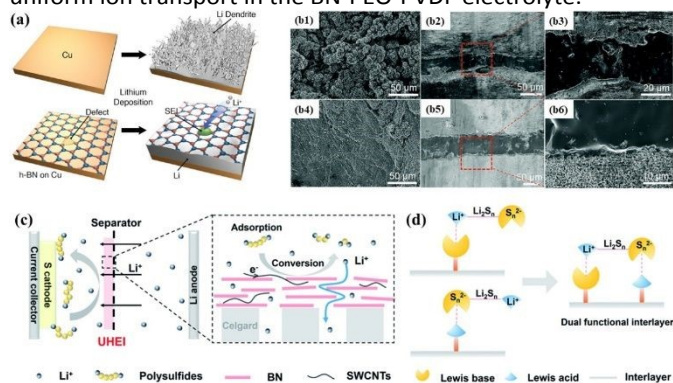 uniform ion transport in the BN-PEO-PVDF electrolyte.
(a)
Cu
Li Dendrite
Lithium
Deposition
Defect
h-BN on Cu
SEI
Li⁺
Li
(b1)
50 μm
(b2)
50 μm
(b3)
20 μm
(b4)
50 μm
(b5)
50 μm
(b6)
10 μm
(c)
Separator
Current collector
S cathode
Li⁺
Li anode
UHEI
Adsorption
Conversion
e⁻
Li⁺
Celgard
(d)
Li⁺
Li₂Sₙ
Sₙ²⁻
Sₙ²⁻
Li₂Sₙ
Li⁺
Li⁺
Li₂Sₙ
Sₙ²⁻
Dual functional interlayer
Li⁺
Polysulfides
BN
SWCNTs
Lewis base
Lewis acid
Interlayer